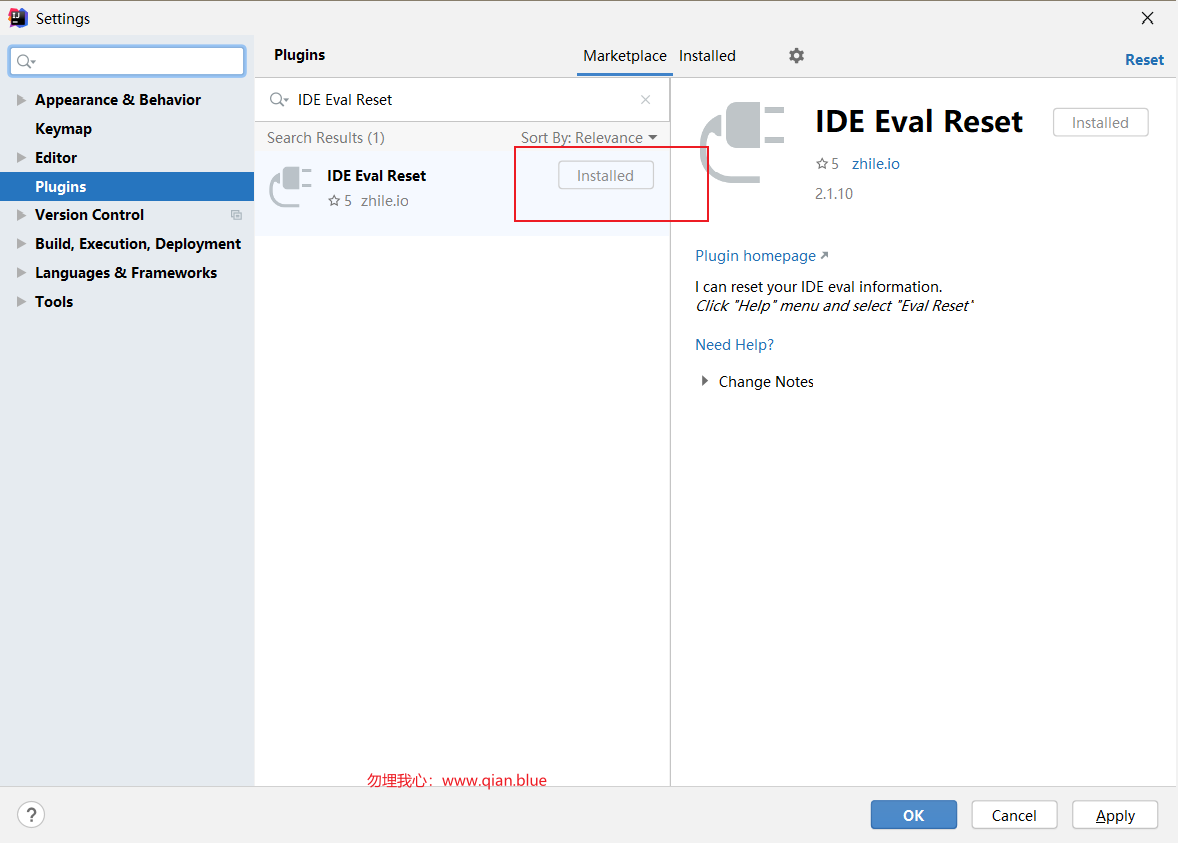 Settings
Plugins
Marketplace
Installed
Reset
Appearance & Behavior
Keymap
Editor
Plugins
Version Control
Build, Execution, Deployment
Languages & Frameworks
Tools
IDE Eval Reset
Search Results (1)
Sort By: Relevance
IDE Eval Reset
Installed
5 zhile.io
IDE Eval Reset
Installed
5 zhile.io
2.1.10
Plugin homepage
I can reset your IDE eval information.
Click "Help" menu and select "Eval Reset"
Need Help?
Change Notes
勿埋我心：www.qian.blue
?
OK
Cancel
Apply